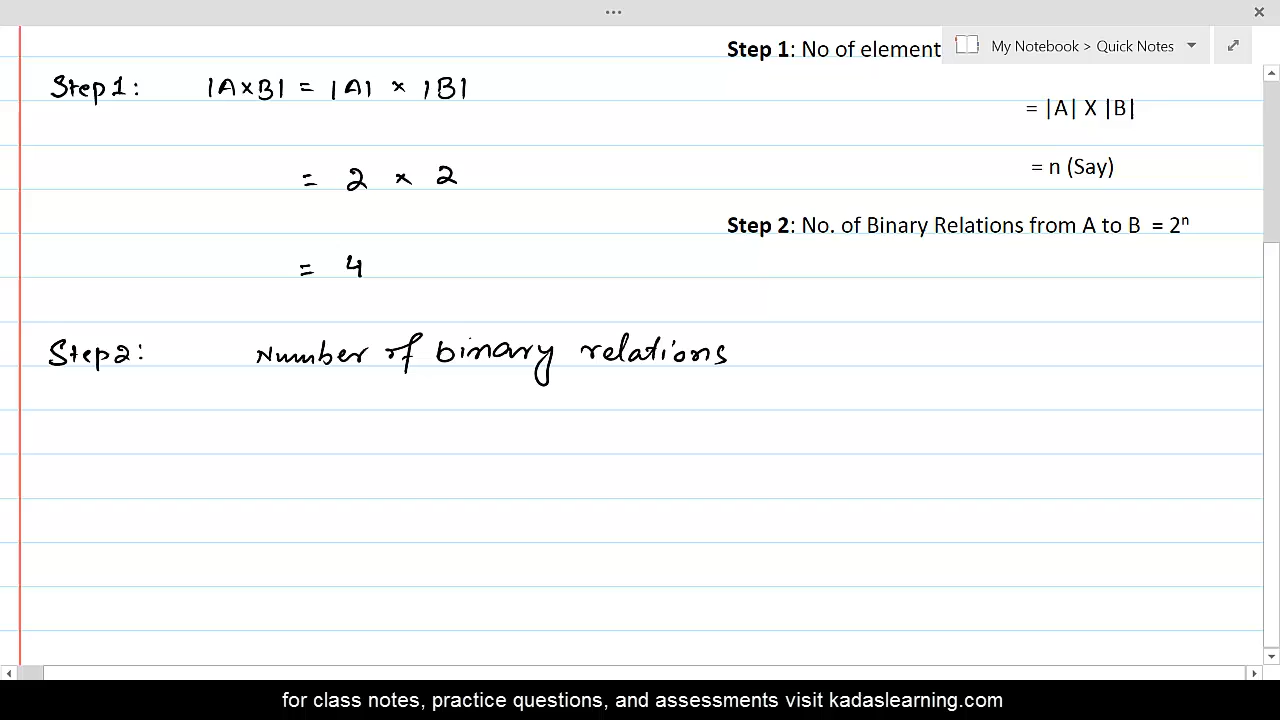 ...
Step 1: No of element
My Notebook > Quick Notes
Step1: |A×B| = |A| × |B|
= |A| X |B|
= 2 × 2
= n (Say)
Step 2: No. of Binary Relations from A to B = 2ⁿ
= 4
Step2: Number of binary relations
for class notes, practice questions, and assessments visit kadaslearning.com